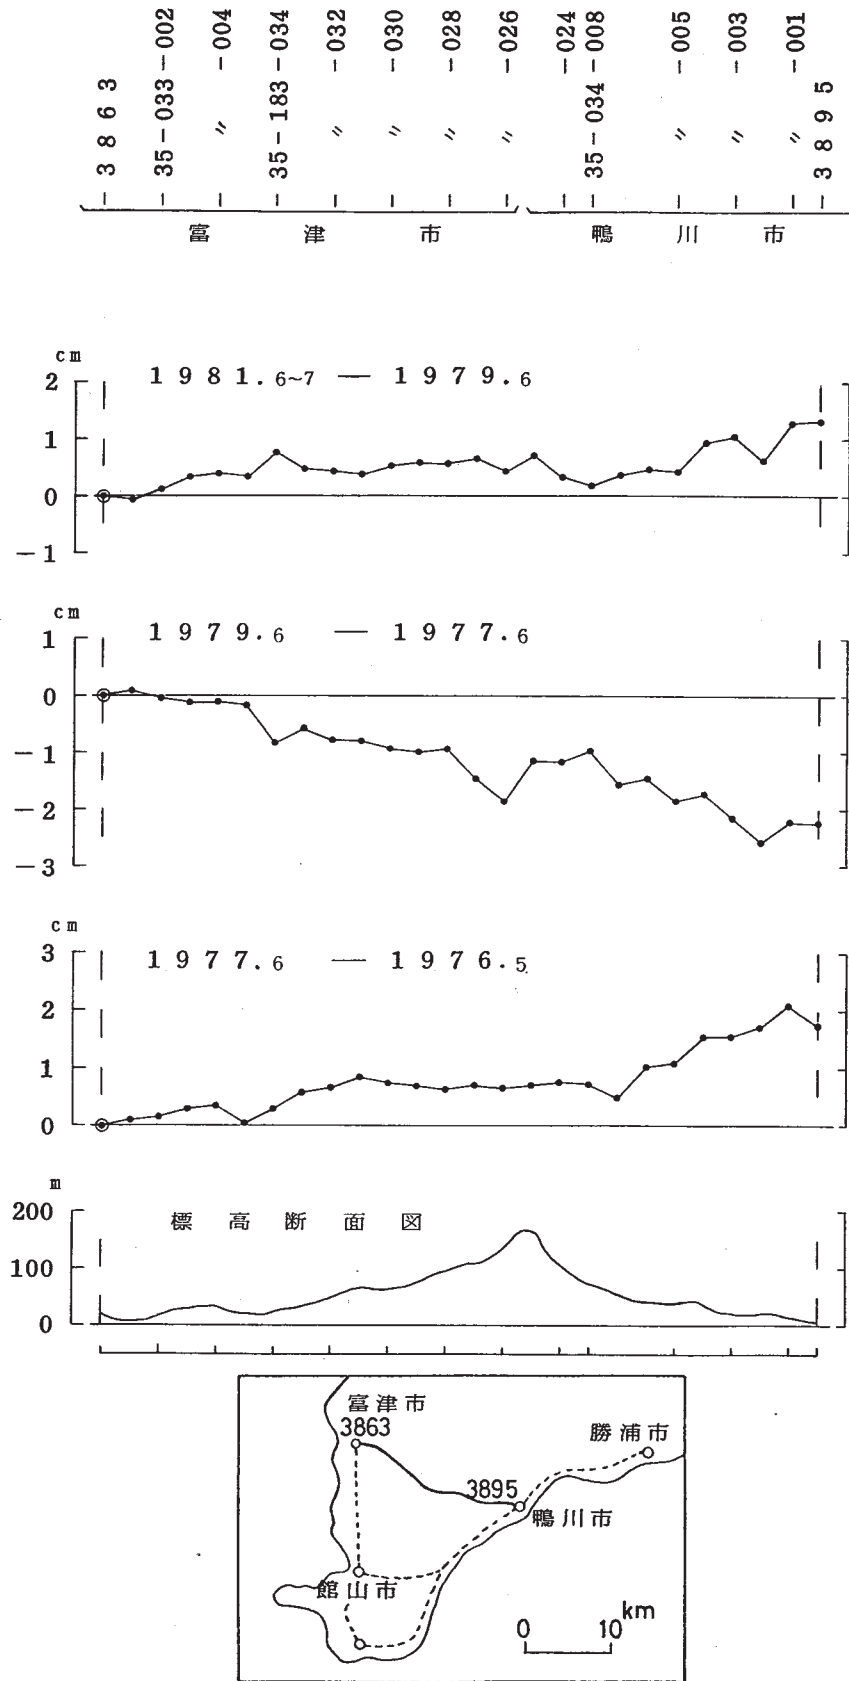 3863
35-033-002
〃 -004
35-183-034
〃 -032
〃 -030
〃 -028
〃 -026
-024
35-034-008
〃 -005
〃 -003
〃 -001
3895
富津市 鴨川市
cm
1981.6~7 — 1979.6
2
1
0
-1
cm
1979.6 — 1977.6
1
0
-1
-2
-3
cm
1977.6 — 1976.5
3
2
1
0
m
標高断面図
200
100
0
富津市
3863
勝浦市
3895
鴨川市
館山市
0 10 km